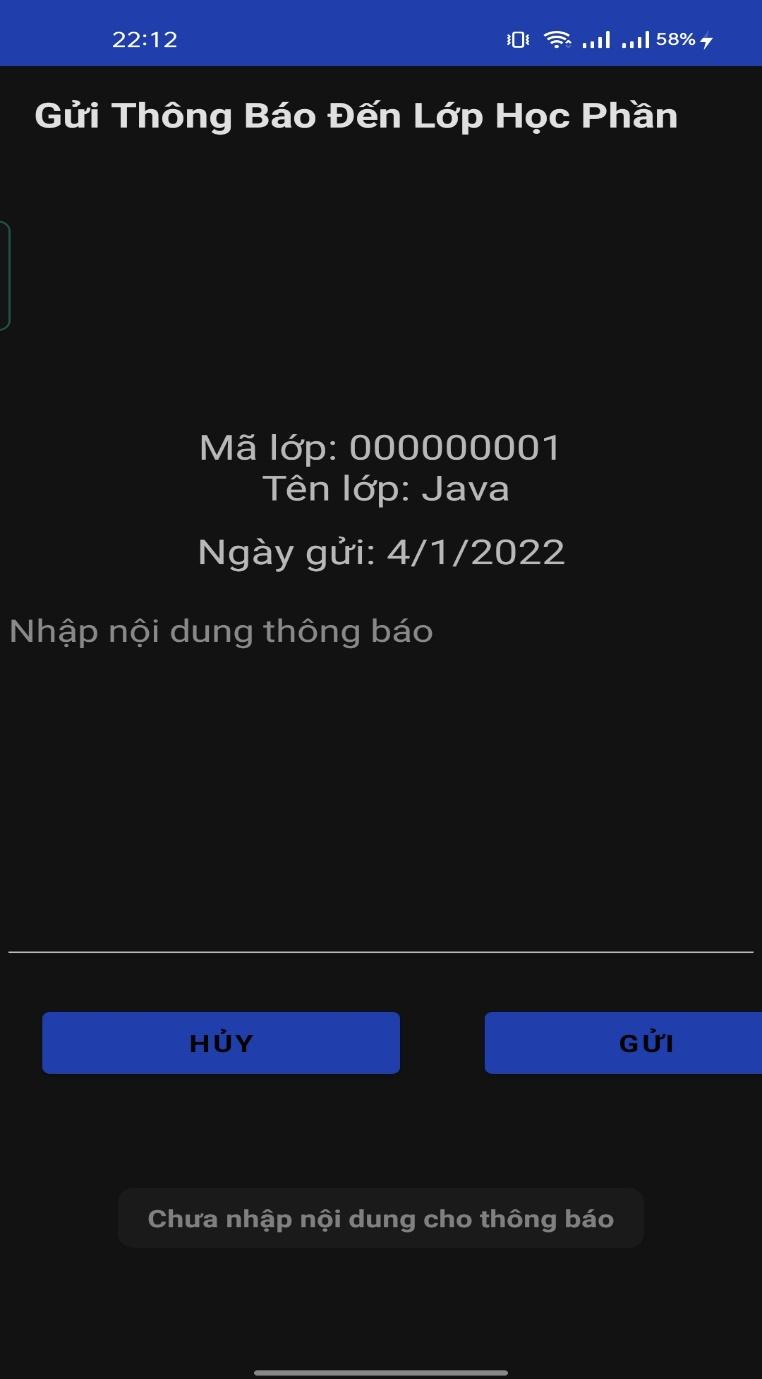 22:12 58%
Gửi Thông Báo Đến Lớp Học Phần
Mã lớp: 000000001
Tên lớp: Java
Ngày gửi: 4/1/2022
Nhập nội dung thông báo
HỦY GỬI
Chưa nhập nội dung cho thông báo